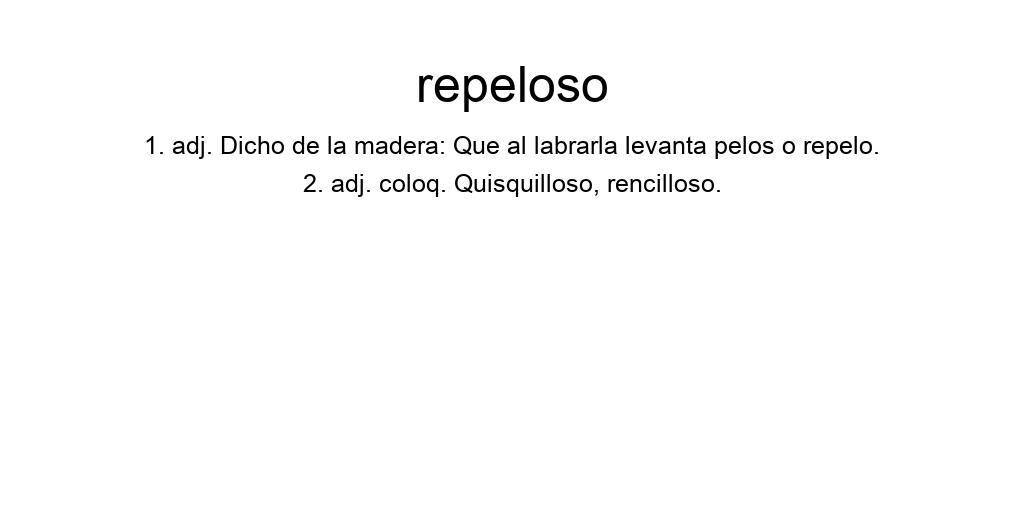 repeloso
1. adj. Dicho de la madera: Que al labrarla levanta pelos o repelo.
2. adj. coloq. Quisquilloso, rencilloso.